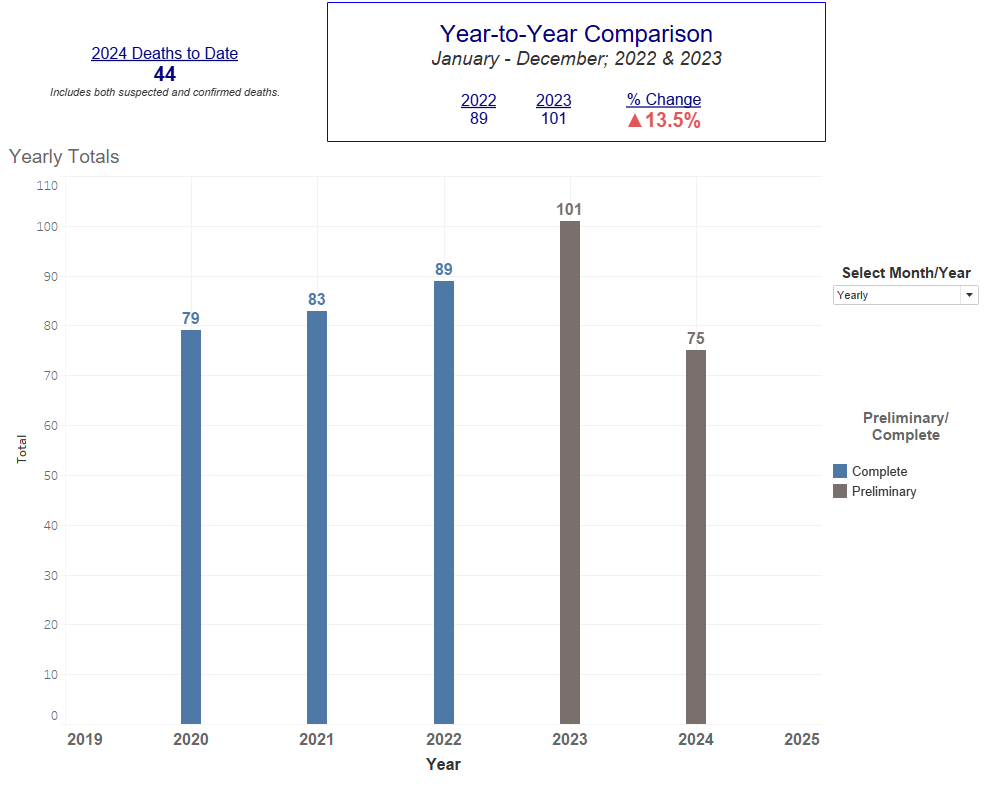 2024 Deaths to Date
44
Includes both suspected and confirmed deaths.
Year-to-Year Comparison
January - December; 2022 & 2023
2022 2023 % Change
89 101 ▲13.5%
Yearly Totals
110
100
90
80
70
60
50
40
30
20
10
0
Total
79
83
89
101
75
2019 2020 2021 2022 2023 2024 2025
Year
Select Month/Year
Yearly
Preliminary/
Complete
Complete
Preliminary